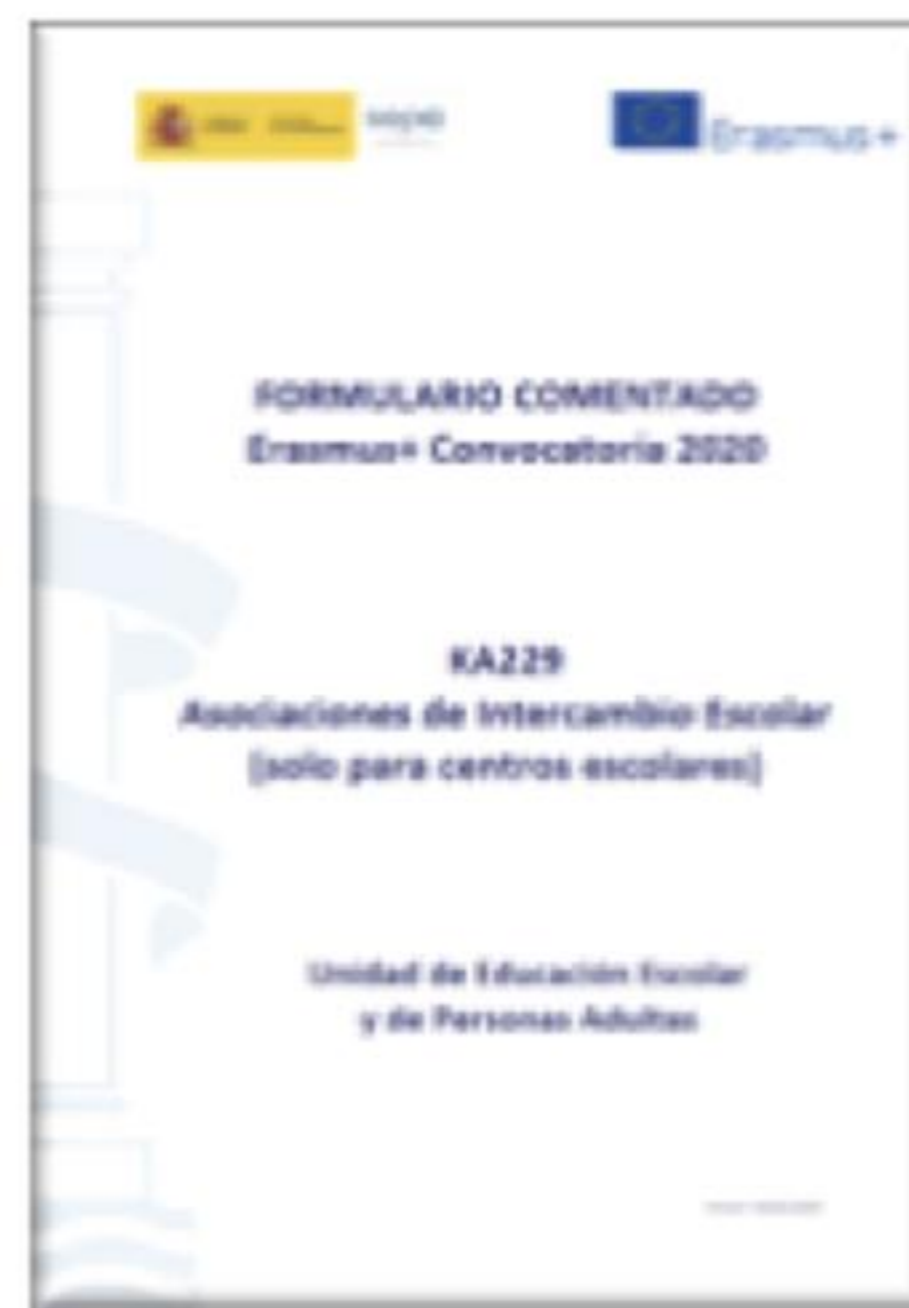 Erasmus+
FORMULARIO COMENTADO
Erasmus+ Convocatoria 2020
KA229
Asociaciones de Intercambio Escolar
(solo para centros escolares)
Unidad de Educación Escolar
y de Personas Adultas